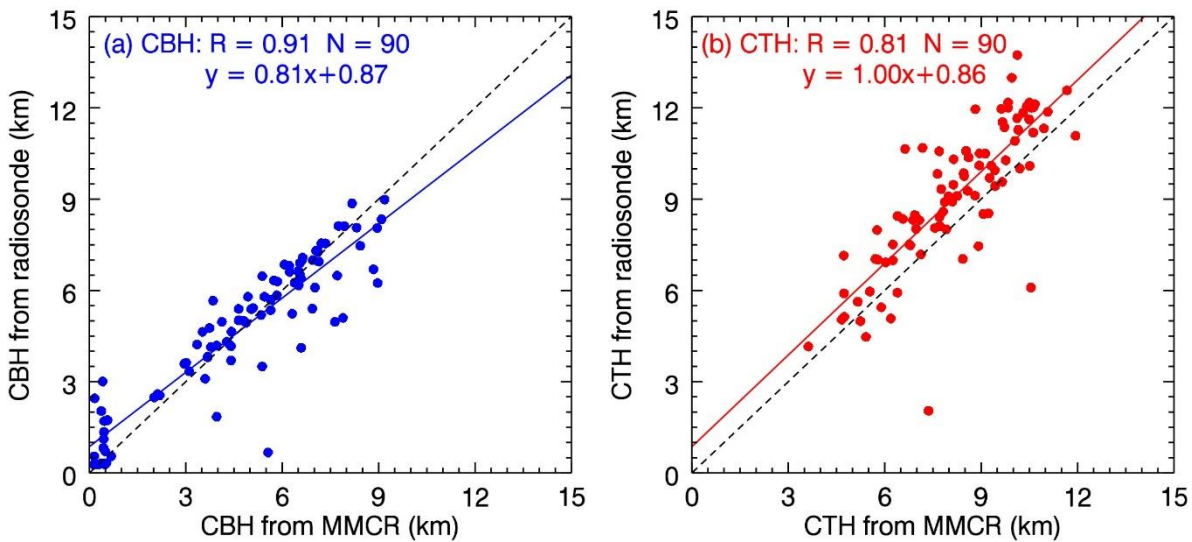 (a) CBH: R = 0.91 N = 90
y = 0.81x+0.87
CBH from radiosonde (km)
15
12
9
6
3
0
0 3 6 9 12 15
CBH from MMCR (km)
(b) CTH: R = 0.81 N = 90
y = 1.00x+0.86
CTH from radiosonde (km)
15
12
9
6
3
0
0 3 6 9 12 15
CTH from MMCR (km)